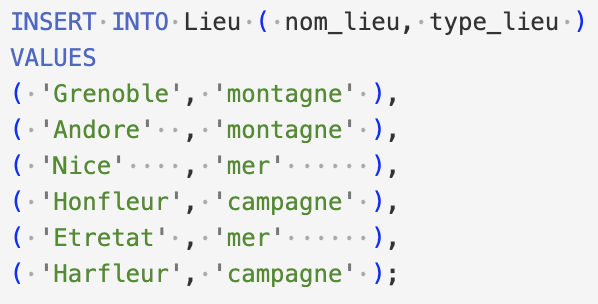 INSERT INTO Lieu ( nom_lieu, type_lieu )
VALUES
( 'Grenoble', 'montagne' ),
( 'Andore'  , 'montagne' ),
( 'Nice'    , 'mer'      ),
( 'Honfleur', 'campagne' ),
( 'Etretat' , 'mer'      ),
( 'Harfleur', 'campagne' );